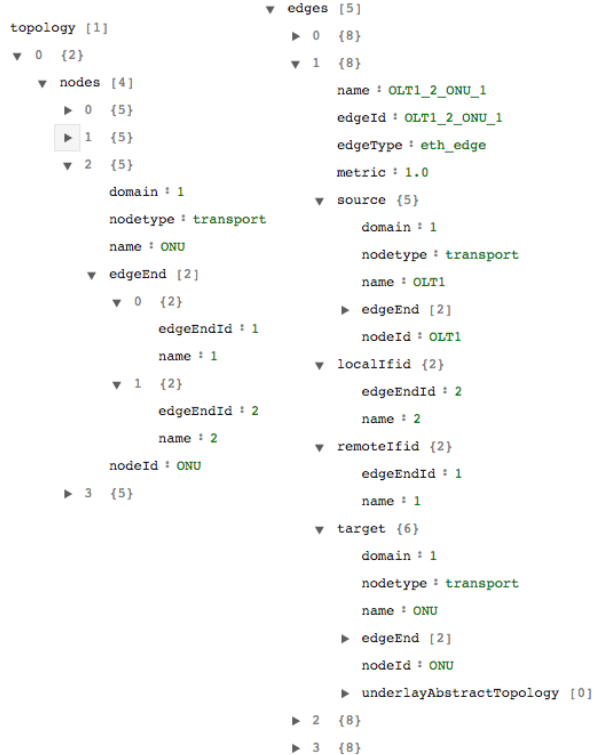 topology [1]
0 {2}
nodes [4]
0 {5}
1 {5}
2 {5}
domain : 1
nodetype : transport
name : ONU
edgeEnd [2]
0 {2}
edgeEndId : 1
name : 1
1 {2}
edgeEndId : 2
name : 2
nodeId : ONU
3 {5}
edges [5]
0 {8}
1 {8}
name : OLT1_2_ONU_1
edgeId : OLT1_2_ONU_1
edgeType : eth_edge
metric : 1.0
source {5}
domain : 1
nodetype : transport
name : OLT1
edgeEnd [2]
nodeId : OLT1
localIfid {2}
edgeEndId : 2
name : 2
remoteIfid {2}
edgeEndId : 1
name : 1
target {6}
domain : 1
nodetype : transport
name : ONU
edgeEnd [2]
nodeId : ONU
underlayAbstractTopology [0]
2 {8}
3 {8}